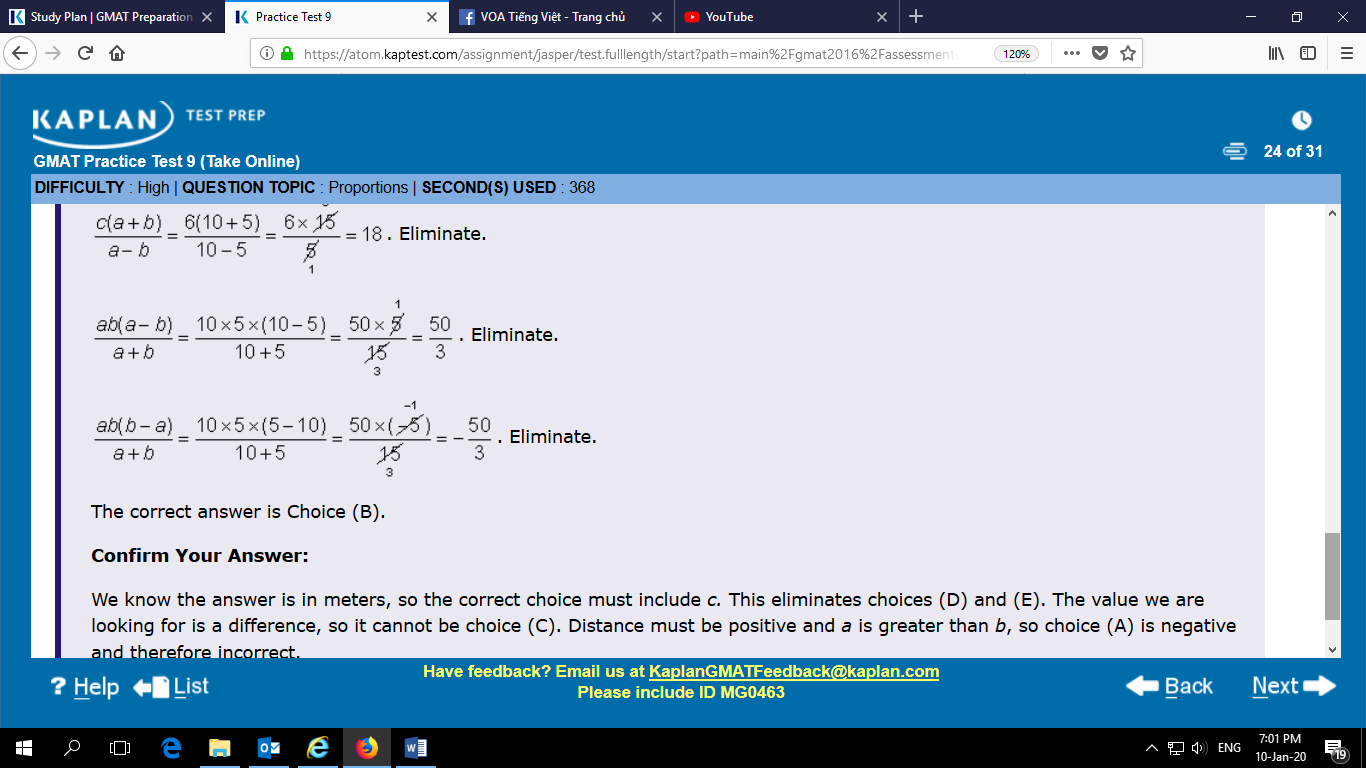 Study Plan | GMAT Preparation
Practice Test 9
VOA Tiếng Việt - Trang chủ
YouTube
https://atom.kaptest.com/assignment/jasper/test.fulllength/start?path=main%2Fgmat2016%2Fassessment
120%
KAPLAN TEST PREP
GMAT Practice Test 9 (Take Online)
24 of 31
DIFFICULTY : High | QUESTION TOPIC : Proportions | SECOND(S) USED : 368
c(a + b)/(a − b) = 6(10 + 5)/(10 − 5) = (6 × 15)/5 = 18 . Eliminate.
1
1
ab(a − b)/(a + b) = (10 × 5 × (10 − 5))/(10 + 5) = (50 × 5)/15 = 50/3 . Eliminate.
3
−1
ab(b − a)/(a + b) = (10 × 5 × (5 − 10))/(10 + 5) = (50 × (−5))/15 = − 50/3 . Eliminate.
3
The correct answer is Choice (B).
Confirm Your Answer:
We know the answer is in meters, so the correct choice must include c. This eliminates choices (D) and (E). The value we are
looking for is a difference, so it cannot be choice (C). Distance must be positive and a is greater than b, so choice (A) is negative
and therefore incorrect.
Have feedback? Email us at KaplanGMATFeedback@kaplan.com
Please include ID MG0463
? Help
List
Back
Next
ENG
7:01 PM
10-Jan-20
19